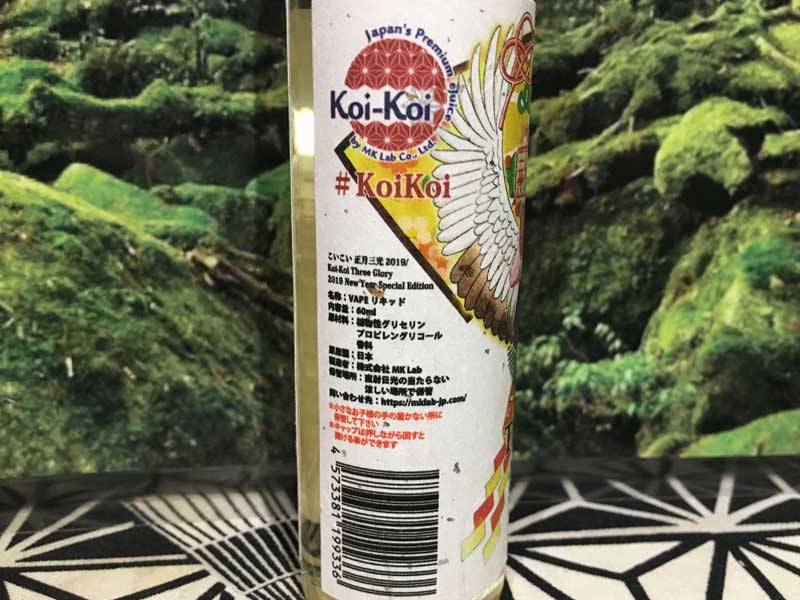 Japan's Premium ejuice
Koi-Koi
by MK Lab Co., Ltd.
#KoiKoi
こいこい 正月三光 2019/
Koi-Koi Three Glory
2019 New Year Special Edition
名称：VAPE リキッド
内容量：60ml
原材料：植物性グリセリン
プロピレングリコール
香料
原産国：日本
製造者：株式会社 MK Lab
保管場所：直射日光の当たらない
涼しい場所で保管
問い合わせ先：https://mklab-jp.com/
※小さなお子様の手の届かない所に
保管して下さい
※キャップは押しながら回すと
開ける事ができます
4 573381 199336